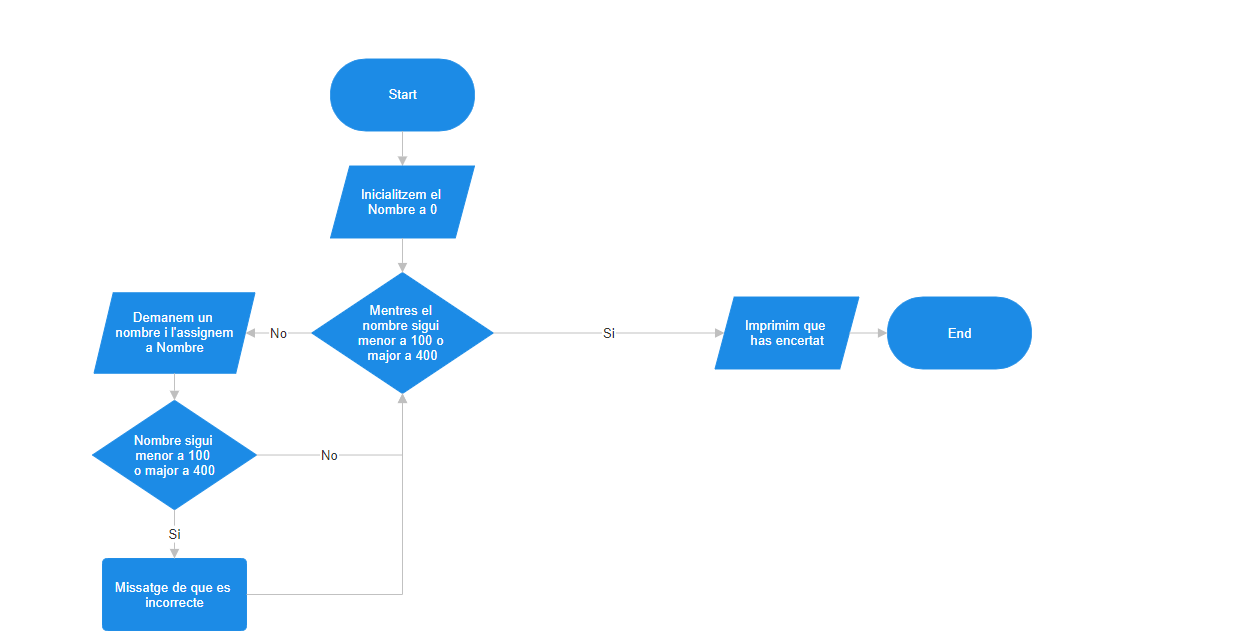 Start
Inicialitzem el
Nombre a 0
Mentres el
nombre sigui
menor a 100 o
major a 400
No
Si
Demanem un
nombre i l'assignem
a Nombre
Imprimim que
has encertat
End
Nombre sigui
menor a 100
o major a 400
No
Si
Missatge de que es
incorrecte